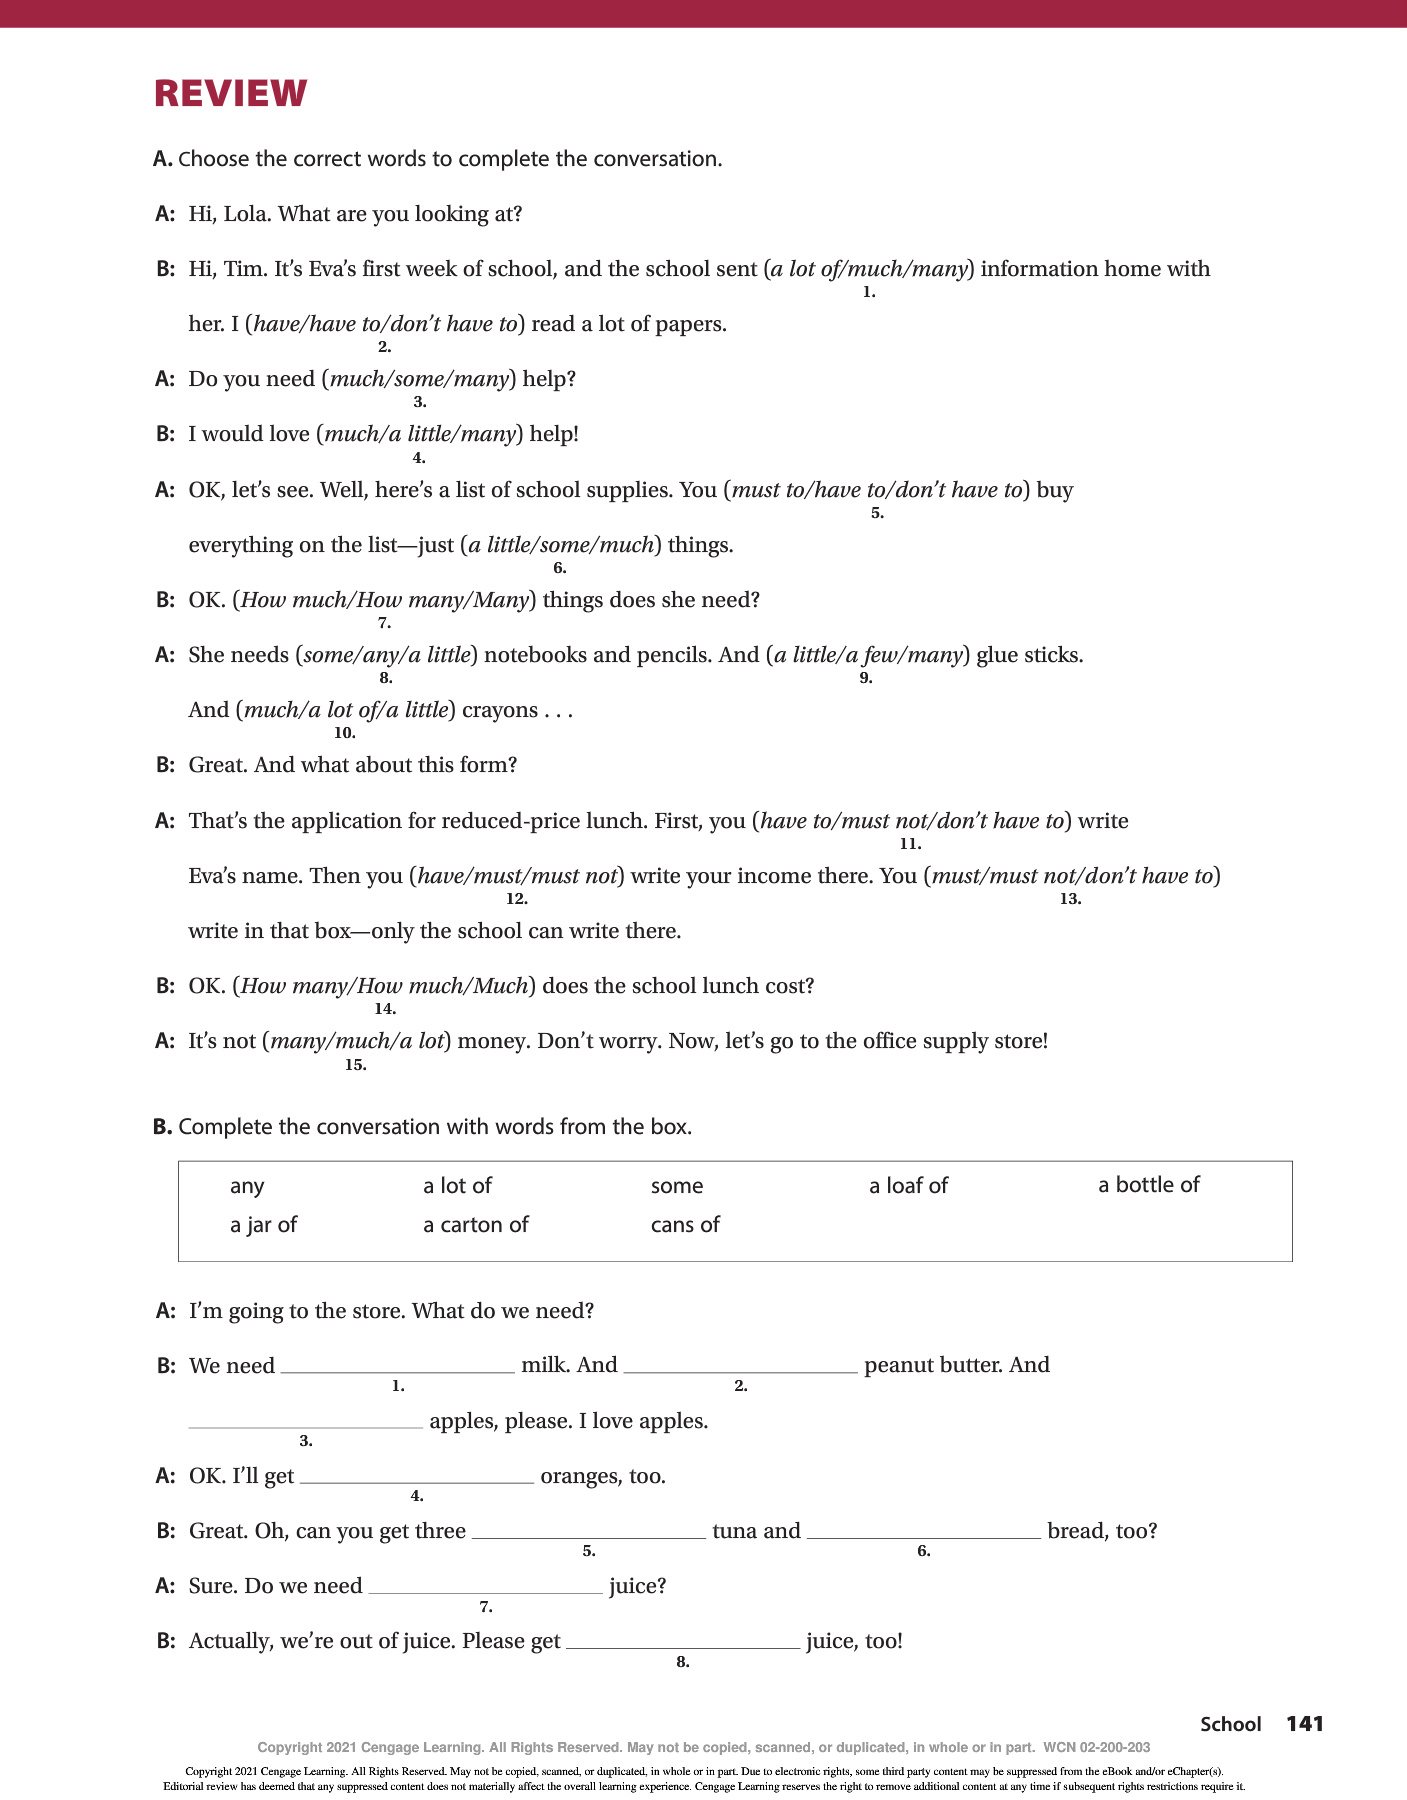 REVIEW
A. Choose the correct words to complete the conversation.
A: Hi, Lola. What are you looking at?
B: Hi, Tim. It’s Eva’s first week of school, and the school sent (a lot of/much/many) information home with
1.
her. I (have/have to/don’t have to) read a lot of papers.
2.
A: Do you need (much/some/many) help?
3.
B: I would love (much/a little/many) help!
4.
A: OK, let’s see. Well, here’s a list of school supplies. You (must to/have to/don’t have to) buy
5.
everything on the list—just (a little/some/much) things.
6.
B: OK. (How much/How many/Many) things does she need?
7.
A: She needs (some/any/a little) notebooks and pencils. And (a little/a few/many) glue sticks.
8. 9.
And (much/a lot of/a little) crayons . . .
10.
B: Great. And what about this form?
A: That’s the application for reduced-price lunch. First, you (have to/must not/don’t have to) write
11.
Eva’s name. Then you (have/must/must not) write your income there. You (must/must not/don’t have to)
12. 13.
write in that box—only the school can write there.
B: OK. (How many/How much/Much) does the school lunch cost?
14.
A: It’s not (many/much/a lot) money. Don’t worry. Now, let’s go to the office supply store!
15.
B. Complete the conversation with words from the box.
any a lot of some a loaf of a bottle of
a jar of a carton of cans of
A: I’m going to the store. What do we need?
B: We need ____ milk. And ____ peanut butter. And
1. 2.
____ apples, please. I love apples.
3.
A: OK. I’ll get ____ oranges, too.
4.
B: Great. Oh, can you get three ____ tuna and ____ bread, too?
5. 6.
A: Sure. Do we need ____ juice?
7.
B: Actually, we’re out of juice. Please get ____ juice, too!
8.
School 141
Copyright 2021 Cengage Learning. All Rights Reserved. May not be copied, scanned, or duplicated, in whole or in part. WCN 02-200-203
Copyright 2021 Cengage Learning. All Rights Reserved. May not be copied, scanned, or duplicated, in whole or in part. Due to electronic rights, some third party content may be suppressed from the eBook and/or eChapter(s).
Editorial review has deemed that any suppressed content does not materially affect the overall learning experience. Cengage Learning reserves the right to remove additional content at any time if subsequent rights restrictions require it.